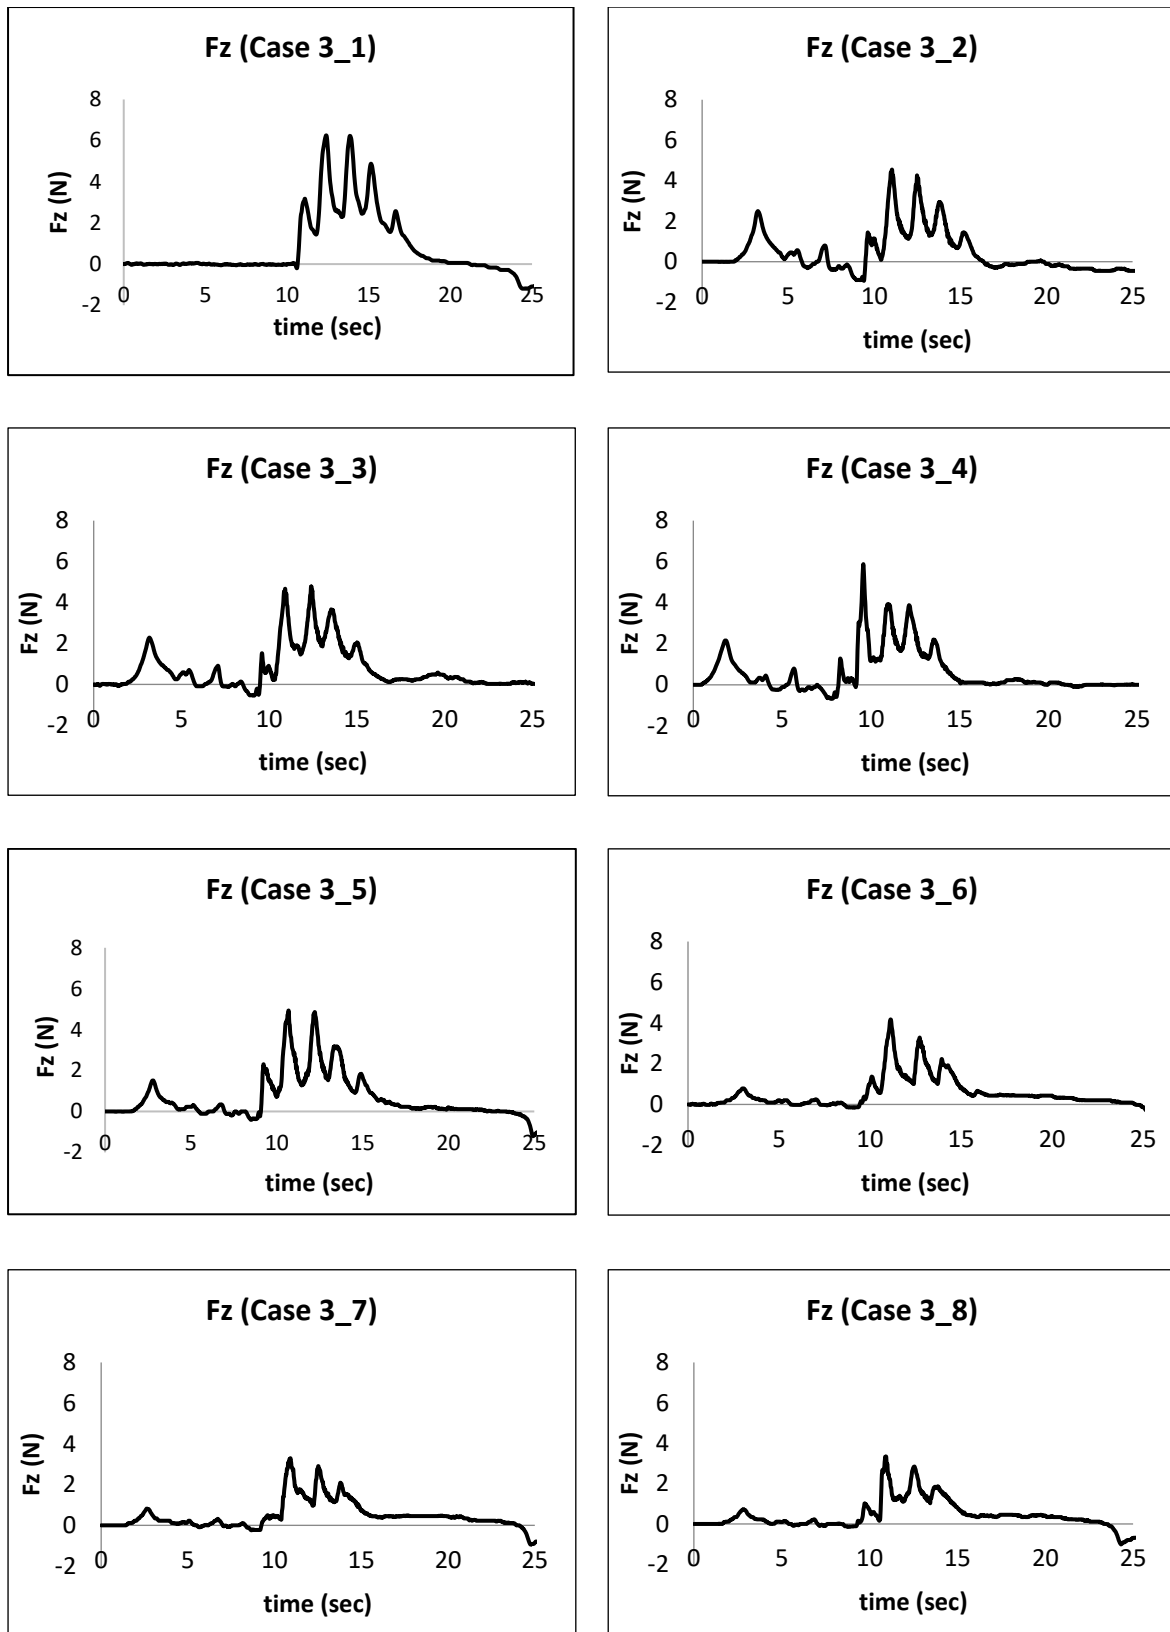 Fz (Case 3_1)
8
6
4
2
0
-2
Fz (N)
0 5 10 15 20 25
time (sec)
Fz (Case 3_2)
8
6
4
2
0
-2
Fz (N)
0 5 10 15 20 25
time (sec)
Fz (Case 3_3)
8
6
4
2
0
-2
Fz (N)
0 5 10 15 20 25
time (sec)
Fz (Case 3_4)
8
6
4
2
0
-2
Fz (N)
0 5 10 15 20 25
time (sec)
Fz (Case 3_5)
8
6
4
2
0
-2
Fz (N)
0 5 10 15 20 25
time (sec)
Fz (Case 3_6)
8
6
4
2
0
-2
Fz (N)
0 5 10 15 20 25
time (sec)
Fz (Case 3_7)
8
6
4
2
0
-2
Fz (N)
0 5 10 15 20 25
time (sec)
Fz (Case 3_8)
8
6
4
2
0
-2
Fz (N)
0 5 10 15 20 25
time (sec)